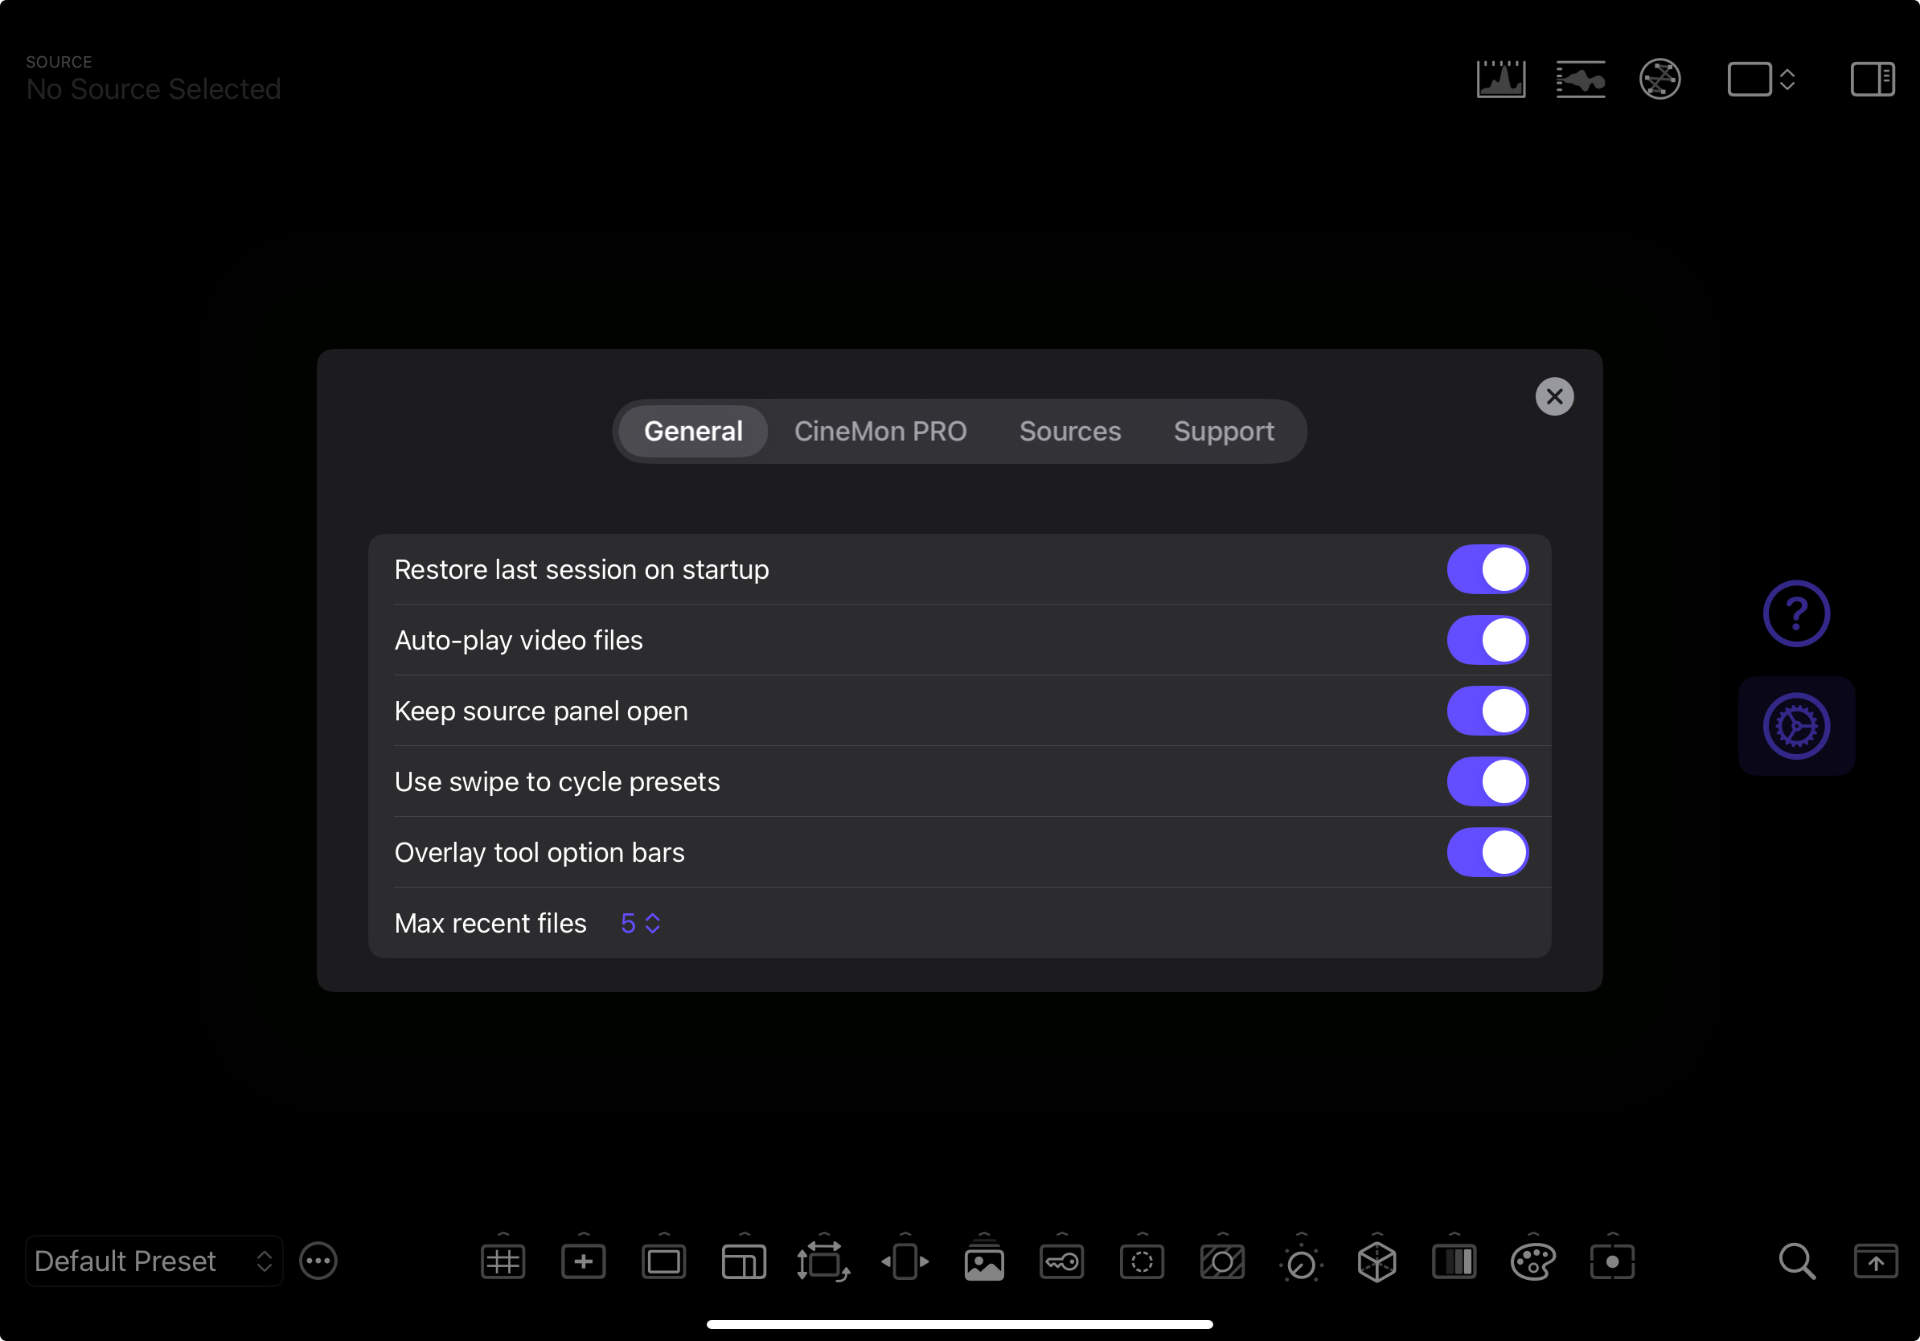 SOURCE
No Source Selected
General CineMon PRO Sources Support
Restore last session on startup
Auto-play video files
Keep source panel open
Use swipe to cycle presets
Overlay tool option bars
Max recent files 5
Default Preset